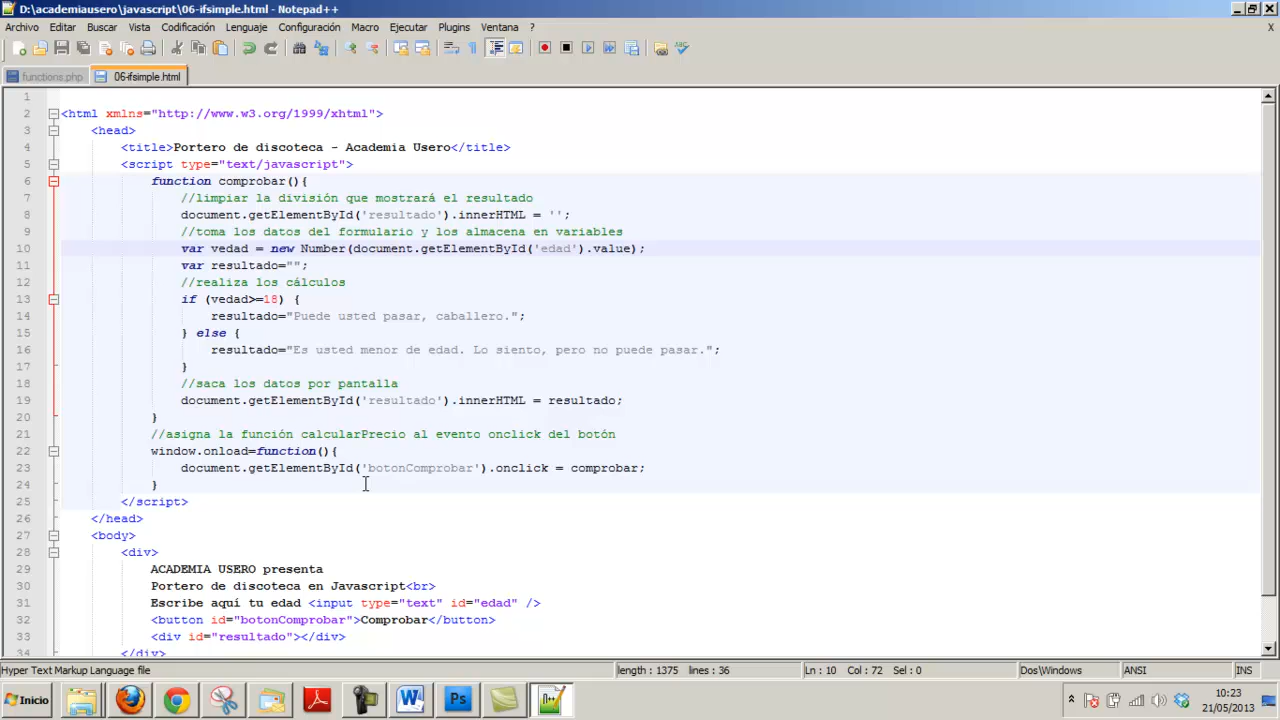 D:\academiausero\javascript\06-ifsimple.html - Notepad++
Archivo Editar Buscar Vista Codificación Lenguaje Configuración Macro Ejecutar Plugins Ventana ? X
functions.php 06-ifsimple.html
1
2 <html xmlns="http://www.w3.org/1999/xhtml">
3 <head>
4 <title>Portero de discoteca - Academia Usero</title>
5 <script type="text/javascript">
6 function comprobar(){
7 //limpiar la división que mostrará el resultado
8 document.getElementById('resultado').innerHTML = '';
9 //toma los datos del formulario y los almacena en variables
10 var vedad = new Number(document.getElementById('edad').value);
11 var resultado="";
12 //realiza los cálculos
13 if (vedad>=18) {
14 resultado="Puede usted pasar, caballero.";
15 } else {
16 resultado="Es usted menor de edad. Lo siento, pero no puede pasar.";
17 }
18 //saca los datos por pantalla
19 document.getElementById('resultado').innerHTML = resultado;
20 }
21 //asigna la función calcularPrecio al evento onclick del botón
22 window.onload=function(){
23 document.getElementById('botonComprobar').onclick = comprobar;
24 }
25 </script>
26 </head>
27 <body>
28 <div>
29 ACADEMIA USERO presenta
30 Portero de discoteca en Javascript<br>
31 Escribe aquí tu edad <input type="text" id="edad" />
32 <button id="botonComprobar">Comprobar</button>
33 <div id="resultado"></div>
34 </div>
Hyper Text Markup Language file length : 1375 lines : 36 Ln : 10 Col : 72 Sel : 0 Dos\Windows ANSI INS
Inicio W Ps 10:23
21/05/2013